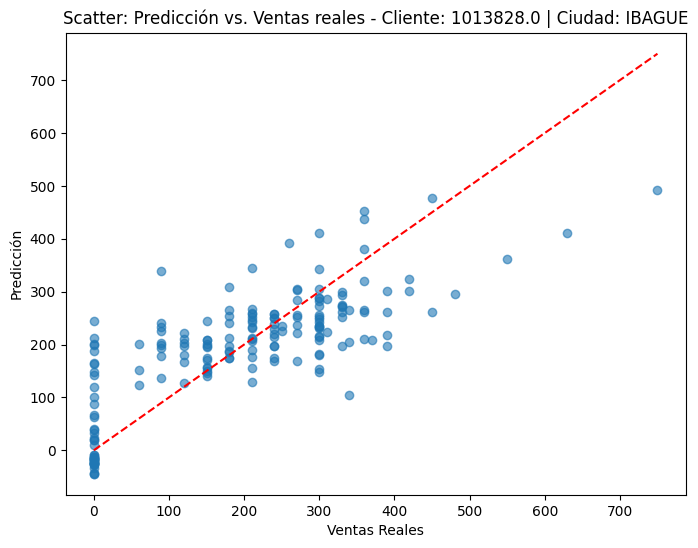 Scatter: Predicción vs. Ventas reales - Cliente: 1013828.0 | Ciudad: IBAGUE
700
600
500
400
300
200
100
0
Predicción
0 100 200 300 400 500 600 700
Ventas Reales